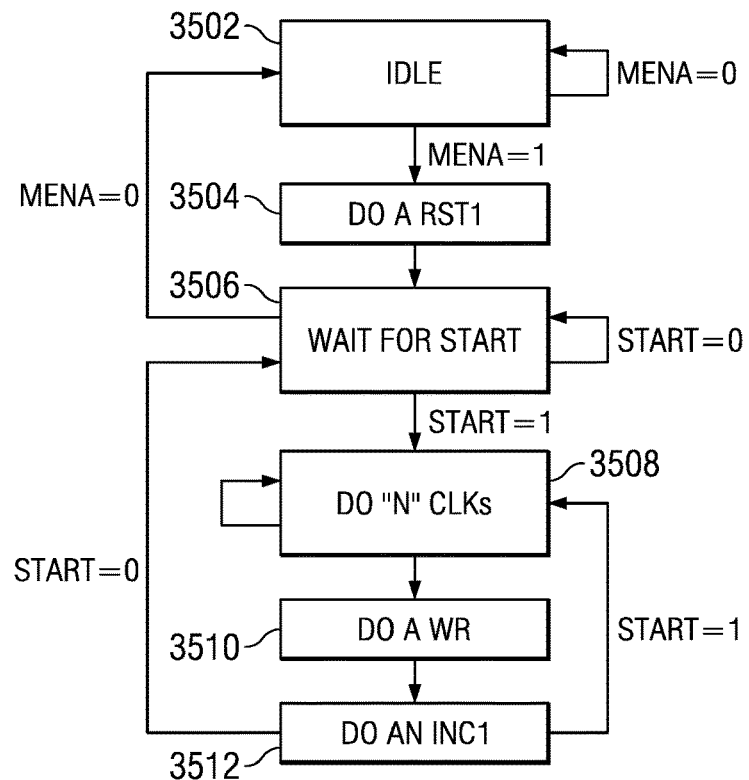 3502
IDLE
MENA=0
MENA=1
MENA=0
3504
DO A RST1
3506
WAIT FOR START
START=0
START=1
3508
DO "N" CLKs
START=0
3510
DO A WR
START=1
DO AN INC1
3512